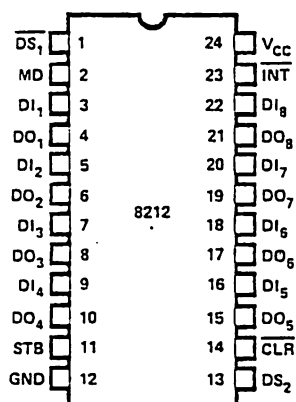 DS1 1 24 VCC
MD 2 23 INT
DI1 3 22 DI8
DO1 4 21 DO8
DI2 5 20 DI7
DO2 6 19 DO7
DI3 7 8212 18 DI6
DO3 8 17 DO6
DI4 9 16 DI5
DO4 10 15 DO5
STB 11 14 CLR
GND 12 13 DS2